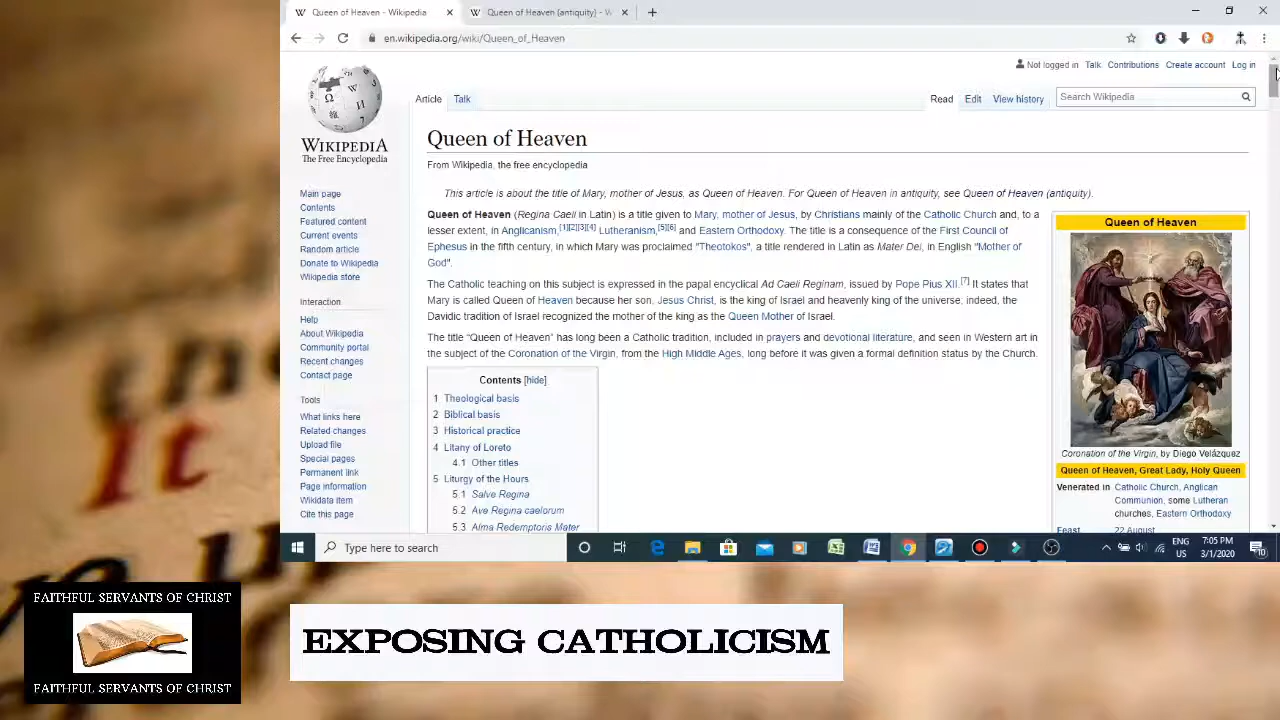 Queen of Heaven - Wikipedia
Queen of Heaven (antiquity) - W
en.wikipedia.org/wiki/Queen_of_Heaven
Not logged in Talk Contributions Create account Log in
Article Talk Read Edit View history Search Wikipedia
WIKIPEDIA
The Free Encyclopedia
Main page
Contents
Featured content
Current events
Random article
Donate to Wikipedia
Wikipedia store
Interaction
Help
About Wikipedia
Community portal
Recent changes
Contact page
Tools
What links here
Related changes
Upload file
Special pages
Permanent link
Page information
Wikidata item
Cite this page
Queen of Heaven
From Wikipedia, the free encyclopedia
This article is about the title of Mary, mother of Jesus, as Queen of Heaven. For Queen of Heaven in antiquity, see Queen of Heaven (antiquity).
Queen of Heaven (Regina Caeli in Latin) is a title given to Mary, mother of Jesus, by Christians mainly of the Catholic Church and, to a
lesser extent, in Anglicanism,[1][2][3][4] Lutheranism,[5][6] and Eastern Orthodoxy. The title is a consequence of the First Council of
Ephesus in the fifth century, in which Mary was proclaimed "Theotokos", a title rendered in Latin as Mater Dei, in English "Mother of
God".
The Catholic teaching on this subject is expressed in the papal encyclical Ad Caeli Reginam, issued by Pope Pius XII.[7] It states that
Mary is called Queen of Heaven because her son, Jesus Christ, is the king of Israel and heavenly king of the universe; indeed, the
Davidic tradition of Israel recognized the mother of the king as the Queen Mother of Israel.
The title "Queen of Heaven" has long been a Catholic tradition, included in prayers and devotional literature, and seen in Western art in
the subject of the Coronation of the Virgin, from the High Middle Ages, long before it was given a formal definition status by the Church.
Contents [hide]
1 Theological basis
2 Biblical basis
3 Historical practice
4 Litany of Loreto
4.1 Other titles
5 Liturgy of the Hours
5.1 Salve Regina
5.2 Ave Regina caelorum
5.3 Alma Redemptoris Mater
Queen of Heaven
Coronation of the Virgin, by Diego Velázquez
Queen of Heaven, Great Lady, Holy Queen
Venerated in Catholic Church, Anglican
Communion, some Lutheran
churches, Eastern Orthodoxy
Feast 22 August
Type here to search
ENG
US
7:05 PM
3/1/2020
10
It
FAITHFUL SERVANTS OF CHRIST
FAITHFUL SERVANTS OF CHRIST
EXPOSING CATHOLICISM